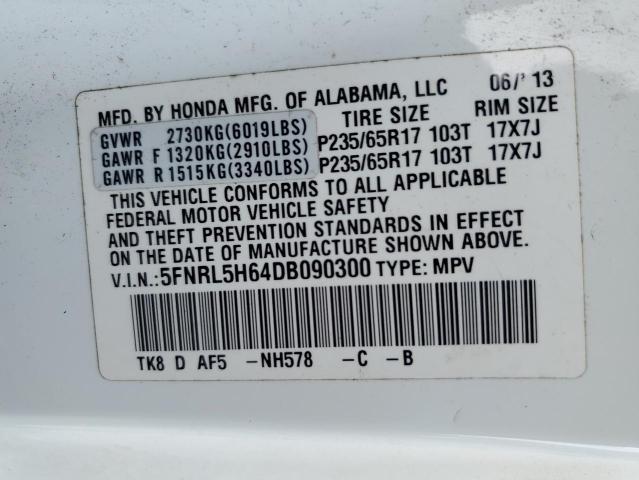 MFD. BY HONDA MFG. OF ALABAMA, LLC 06/'13
TIRE SIZE RIM SIZE
GVWR 2730KG(6019LBS)
GAWR F 1320KG(2910LBS) P235/65R17 103T 17X7J
GAWR R 1515KG(3340LBS) P235/65R17 103T 17X7J
THIS VEHICLE CONFORMS TO ALL APPLICABLE
FEDERAL MOTOR VEHICLE SAFETY
AND THEFT PREVENTION STANDARDS IN EFFECT
ON THE DATE OF MANUFACTURE SHOWN ABOVE.
V.I.N.:5FNRL5H64DB090300 TYPE: MPV
TK8 D AF5 -NH578 -C -B